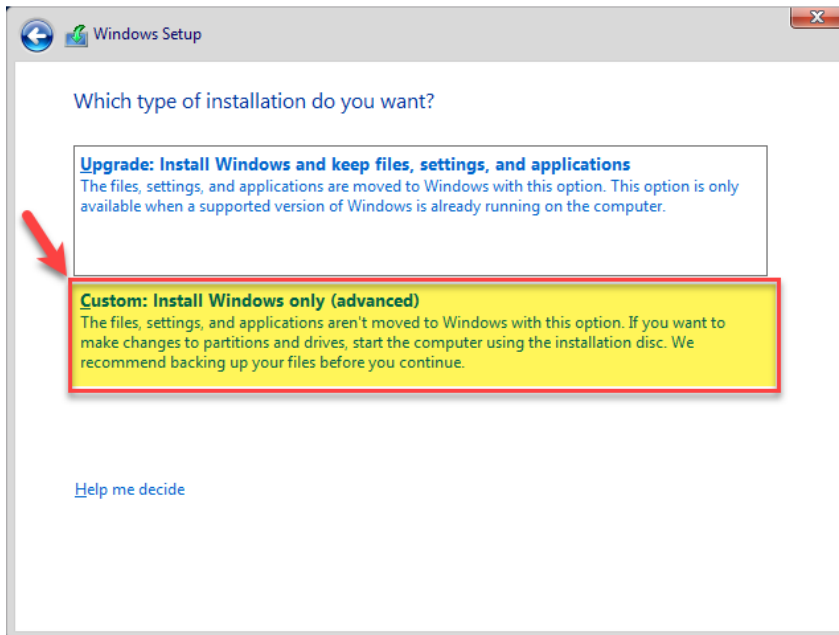 Windows Setup
Which type of installation do you want?
Upgrade: Install Windows and keep files, settings, and applications
The files, settings, and applications are moved to Windows with this option. This option is only
available when a supported version of Windows is already running on the computer.
Custom: Install Windows only (advanced)
The files, settings, and applications aren't moved to Windows with this option. If you want to
make changes to partitions and drives, start the computer using the installation disc. We
recommend backing up your files before you continue.
Help me decide